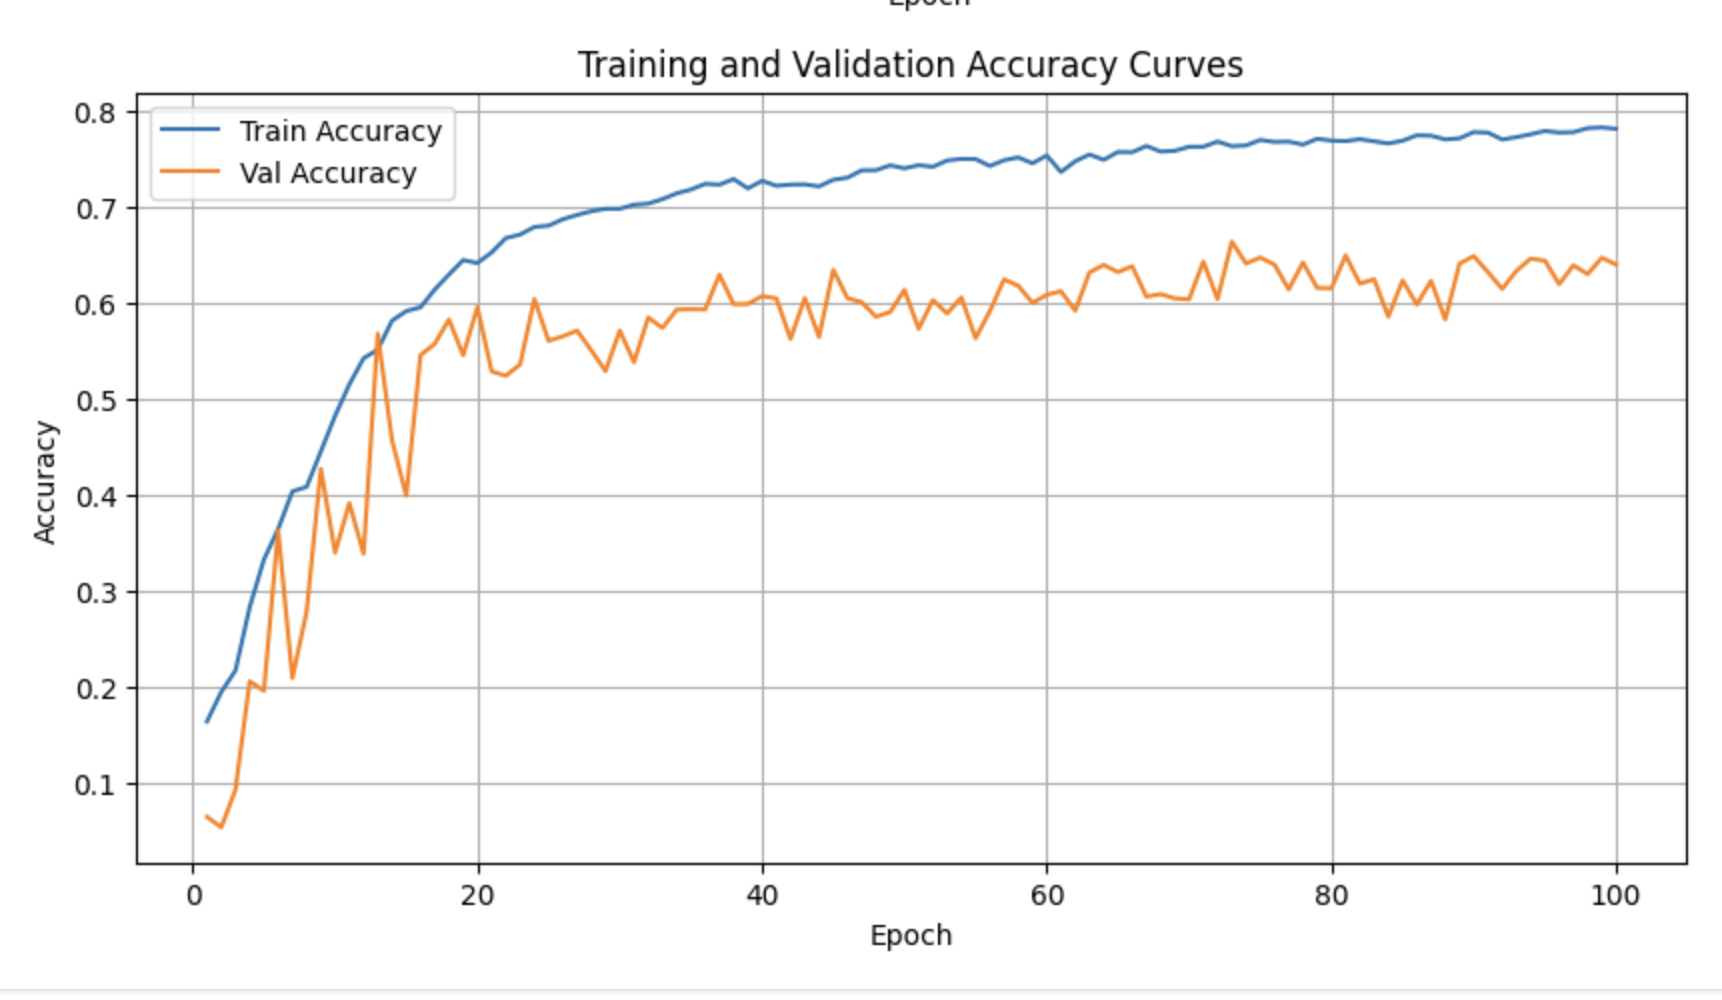 Epoch
Training and Validation Accuracy Curves
Train Accuracy
Val Accuracy
0.8
0.7
0.6
0.5
0.4
0.3
0.2
0.1
Accuracy
0 20 40 60 80 100
Epoch